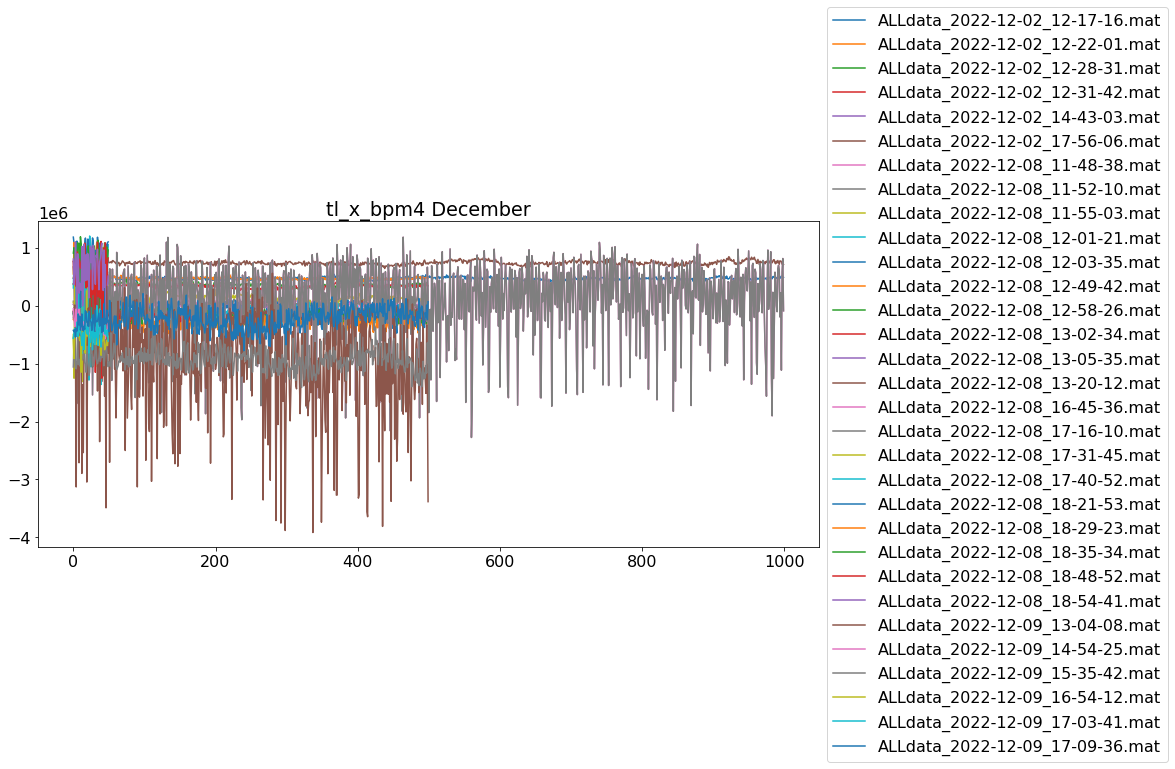 tl_x_bpm4 December
1e6
1
0
−1
−2
−3
−4
0 200 400 600 800 1000
ALLdata_2022-12-02_12-17-16.mat
ALLdata_2022-12-02_12-22-01.mat
ALLdata_2022-12-02_12-28-31.mat
ALLdata_2022-12-02_12-31-42.mat
ALLdata_2022-12-02_14-43-03.mat
ALLdata_2022-12-02_17-56-06.mat
ALLdata_2022-12-08_11-48-38.mat
ALLdata_2022-12-08_11-52-10.mat
ALLdata_2022-12-08_11-55-03.mat
ALLdata_2022-12-08_12-01-21.mat
ALLdata_2022-12-08_12-03-35.mat
ALLdata_2022-12-08_12-49-42.mat
ALLdata_2022-12-08_12-58-26.mat
ALLdata_2022-12-08_13-02-34.mat
ALLdata_2022-12-08_13-05-35.mat
ALLdata_2022-12-08_13-20-12.mat
ALLdata_2022-12-08_16-45-36.mat
ALLdata_2022-12-08_17-16-10.mat
ALLdata_2022-12-08_17-31-45.mat
ALLdata_2022-12-08_17-40-52.mat
ALLdata_2022-12-08_18-21-53.mat
ALLdata_2022-12-08_18-29-23.mat
ALLdata_2022-12-08_18-35-34.mat
ALLdata_2022-12-08_18-48-52.mat
ALLdata_2022-12-08_18-54-41.mat
ALLdata_2022-12-09_13-04-08.mat
ALLdata_2022-12-09_14-54-25.mat
ALLdata_2022-12-09_15-35-42.mat
ALLdata_2022-12-09_16-54-12.mat
ALLdata_2022-12-09_17-03-41.mat
ALLdata_2022-12-09_17-09-36.mat